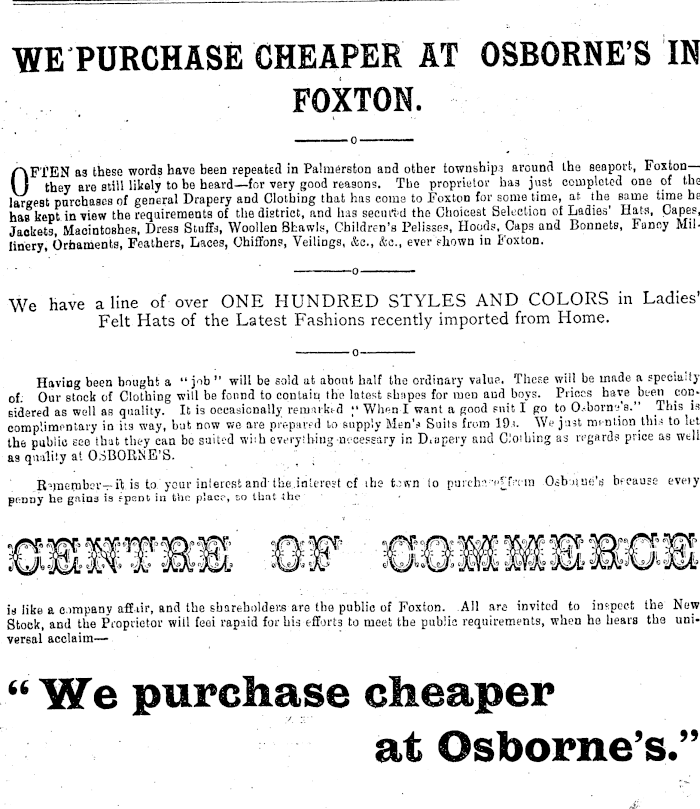 WE PURCHASE CHEAPER AT OSBORNE'S IN
FOXTON.
OFTEN as these words have been repeated in Palmerston and other townships around the seaport, Foxton—
they are still likely to be heard—for very good reasons. The proprietor has just completed one of the
largest purchases of general Drapery and Clothing that has come to Foxton for some time, at the same time he
has kept in view the requirements of the district, and has secured the Choicest Selection of Ladies' Hats, Capes,
Jackets, Macintoshes, Dress Stuffs, Woollen Shawls, Children's Pelisses, Hoods, Caps and Bonnets, Fancy Mil-
linery, Ornaments, Feathers, Laces, Chiffons, Veilings, &c., &c., ever shown in Foxton.
We have a line of over ONE HUNDRED STYLES AND COLORS in Ladies'
Felt Hats of the Latest Fashions recently imported from Home.
Having been bought a "job" will be sold at about half the ordinary value. These will be made a specialty
of. Our stock of Clothing will be found to contain the latest shapes for men and boys. Prices have been con-
sidered as well as quality. It is occasionally remarked "When I want a good suit I go to Osborne's." This is
complimentary in its way, but now we are prepared to supply Men's Suits from 19s. We just mention this to let
the public see that they can be suited with everything necessary in Drapery and Clothing as regards price as well
as quality at OSBORNE'S.
Remember—it is to your interest and the interest of the town to purchase from Osborne's because every
penny he gains is spent in the place, so that the
CENTRE OF COMMERCE
is like a company affair, and the shareholders are the public of Foxton. All are invited to inspect the New
Stock, and the Proprietor will feel rapaid for his efforts to meet the public requirements, when he hears the uni-
versal acclaim—
"We purchase cheaper
at Osborne's."